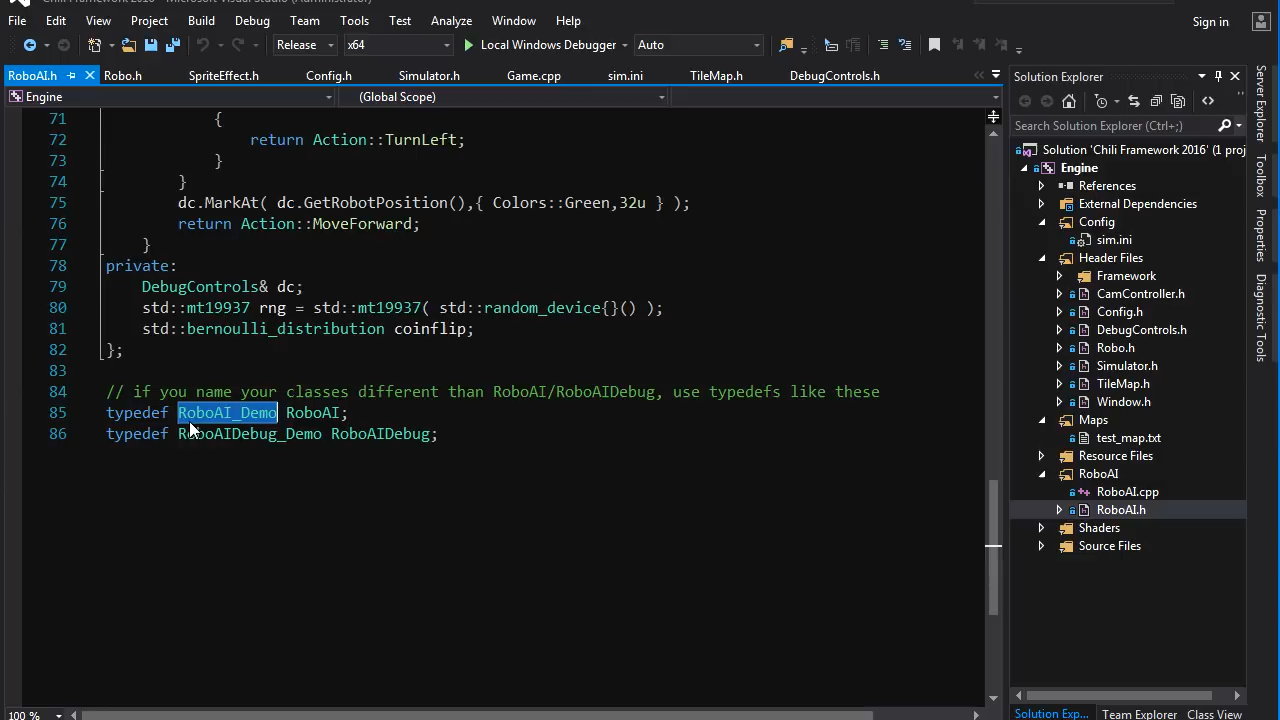 File Edit View Project Build Debug Team Tools Test Analyze Window Help Sign in
Release x64 Local Windows Debugger Auto
RoboAI.h Robo.h SpriteEffect.h Config.h Simulator.h Game.cpp sim.ini TileMap.h DebugControls.h
Engine (Global Scope)
71 {
72 return Action::TurnLeft;
73 }
74 }
75 dc.MarkAt( dc.GetRobotPosition(),{ Colors::Green,32u } );
76 return Action::MoveForward;
77 }
78 private:
79 DebugControls& dc;
80 std::mt19937 rng = std::mt19937( std::random_device{}() );
81 std::bernoulli_distribution coinflip;
82 };
83
84 // if you name your classes different than RoboAI/RoboAIDebug, use typedefs like these
85 typedef RoboAI_Demo RoboAI;
86 typedef RoboAIDebug_Demo RoboAIDebug;
100 %
Solution Explorer
Search Solution Explorer (Ctrl+;)
Solution 'Chili Framework 2016' (1 proj
Engine
References
External Dependencies
Config
sim.ini
Header Files
Framework
CamController.h
Config.h
DebugControls.h
Robo.h
Simulator.h
TileMap.h
Window.h
Maps
test_map.txt
Resource Files
RoboAI
RoboAI.cpp
RoboAI.h
Shaders
Source Files
Solution Exp... Team Explorer Class View
Server Explorer
Toolbox
Properties
Diagnostic Tools